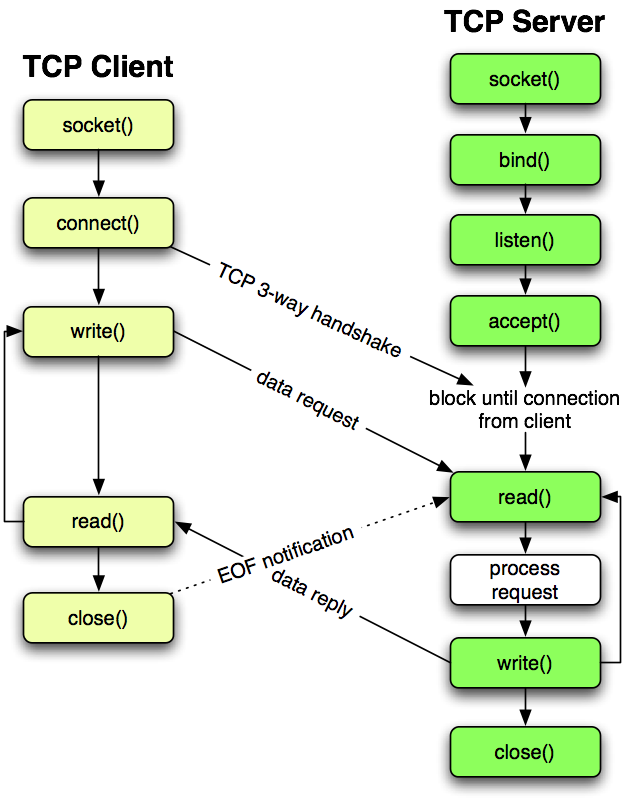 TCP Client
TCP Server
socket()
connect()
write()
read()
close()
socket()
bind()
listen()
accept()
block until connection
from client
read()
process
request
write()
close()
TCP 3-way handshake
data request
EOF notification
data reply